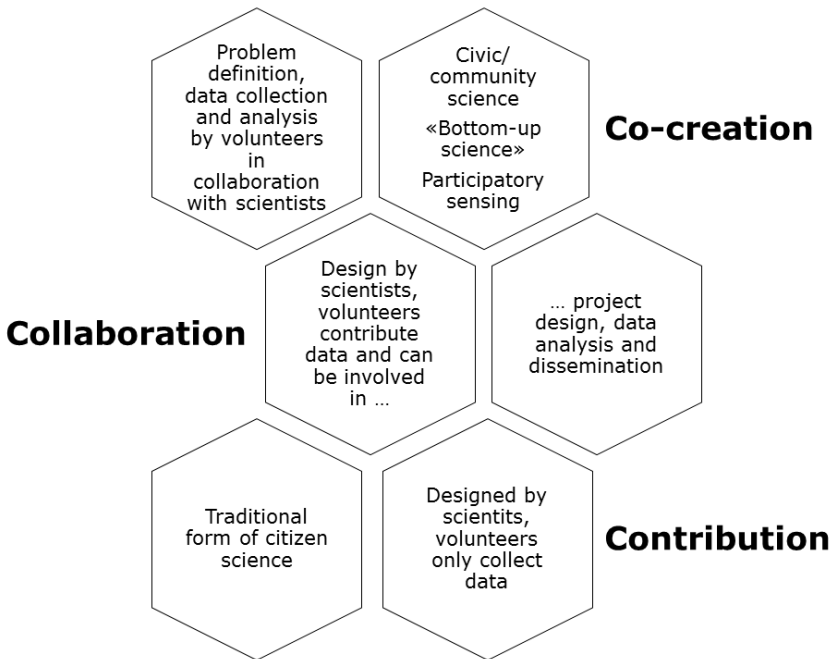 Problem
definition,
data collection
and analysis
by volunteers
in
collaboration
with scientists
Civic/
community
science
«Bottom-up
science»
Participatory
sensing
Co-creation
Collaboration
Design by
scientists,
volunteers
contribute
data and can
be involved
in …
… project
design, data
analysis and
dissemination
Traditional
form of citizen
science
Designed by
scientits,
volunteers
only collect
data
Contribution